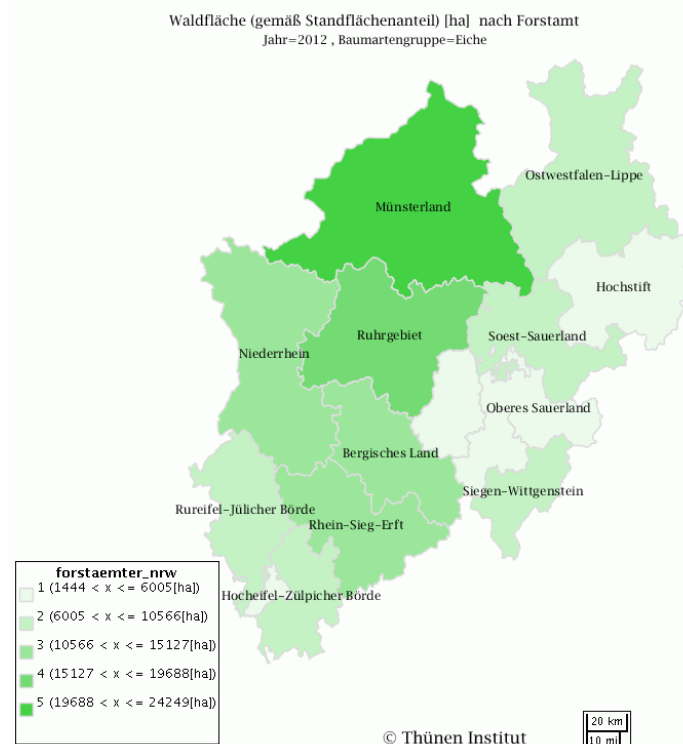 Waldfläche (gemäß Standflächenanteil) [ha] nach Forstamt
Jahr=2012 , Baumartengruppe=Eiche
Ostwestfalen-Lippe
Münsterland
Hochstift
Ruhrgebiet
Soest-Sauerland
Niederrhein
Oberes Sauerland
Bergisches Land
Siegen-Wittgenstein
Rureifel-Jülicher Börde
Rhein-Sieg-Erft
Hocheifel-Zülpicher Börde
forstaemter_nrw
1 (1444 < x <= 6005[ha])
2 (6005 < x <= 10566[ha])
3 (10566 < x <= 15127[ha])
4 (15127 < x <= 19688[ha])
5 (19688 < x <= 24249[ha])
© Thünen Institut
20 km
10 mi